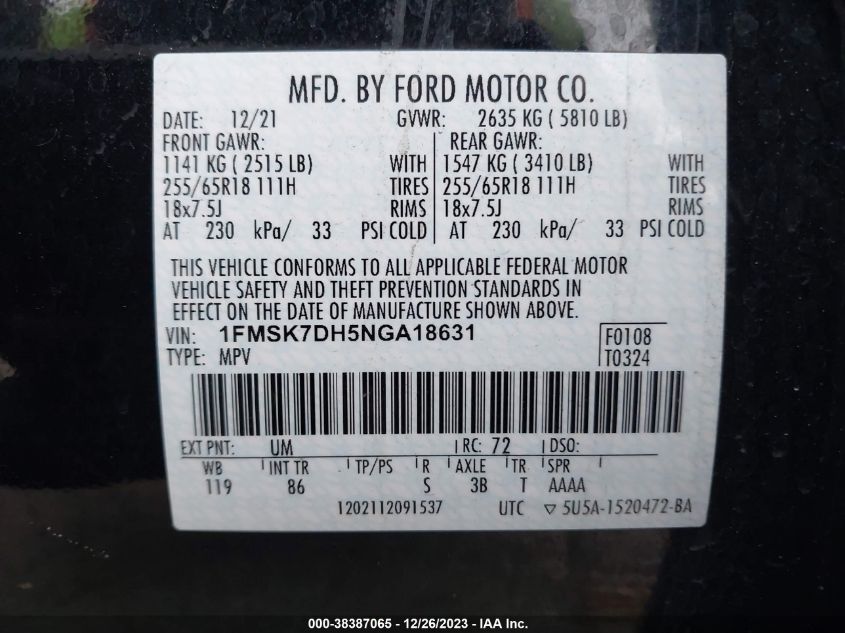 MFD. BY FORD MOTOR CO.
DATE: 12/21 GVWR: 2635 KG ( 5810 LB)
FRONT GAWR: REAR GAWR:
1141 KG ( 2515 LB) WITH 1547 KG ( 3410 LB) WITH
255/65R18 111H TIRES 255/65R18 111H TIRES
18x7.5J RIMS 18x7.5J RIMS
AT 230 kPa/ 33 PSI COLD AT 230 kPa/ 33 PSI COLD
THIS VEHICLE CONFORMS TO ALL APPLICABLE FEDERAL MOTOR
VEHICLE SAFETY AND THEFT PREVENTION STANDARDS IN
EFFECT ON THE DATE OF MANUFACTURE SHOWN ABOVE.
VIN: 1FMSK7DH5NGA18631 F0108
TYPE: MPV T0324
EXT PNT: UM RC: 72 DSO:
WB INT TR TP/PS R AXLE TR SPR
119 86 S 3B T AAAA
1202112091537 UTC ▽ 5U5A-1520472-BA
000-38387065 - 12/26/2023 - IAA Inc.